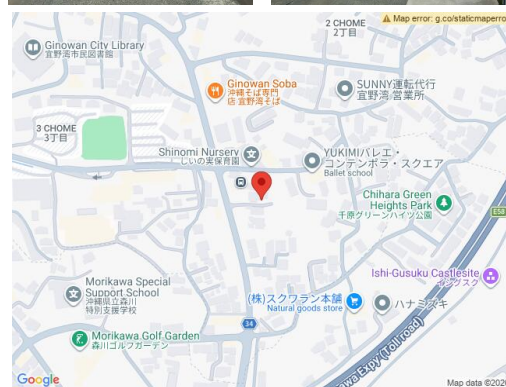 2 CHOME
2丁目
Map error: g.co/staticmaperro
Ginowan City Library
宜野湾市民図書館
Ginowan Soba
沖縄そば専門
店 宜野湾そば
SUNNY運転代行
宜野湾 営業所
3 CHOME
3丁目
Shinomi Nursery
しいの実保育園
YUKIMIバレエ・
コンテンポラ・スクエア
Ballet school
Chihara Green
Heights Park
千原グリーンハイツ公園
E58
Ishi-Gusuku Castlesite
イシグスク
Morikawa Special
Support School
沖縄県立森川
特別支援学校
(株)スクワラン本舗
Natural goods store
ハナミズキ
34
Morikawa Golf Garden
森川ゴルフガーデン
wa Expy (Toll road)
Google
Map data ©202